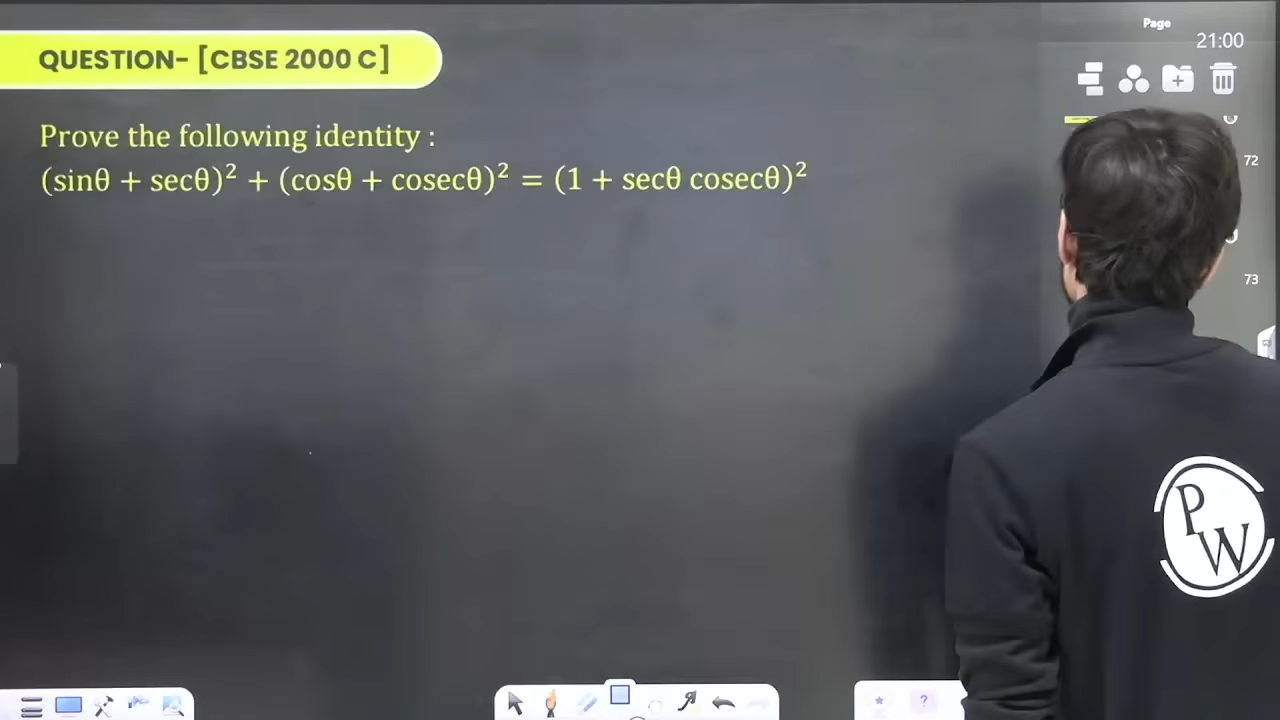 QUESTION- [CBSE 2000 C]
Page
21:00
Prove the following identity :
(sinθ + secθ)² + (cosθ + cosecθ)² = (1 + secθ cosecθ)²
72
73
PW